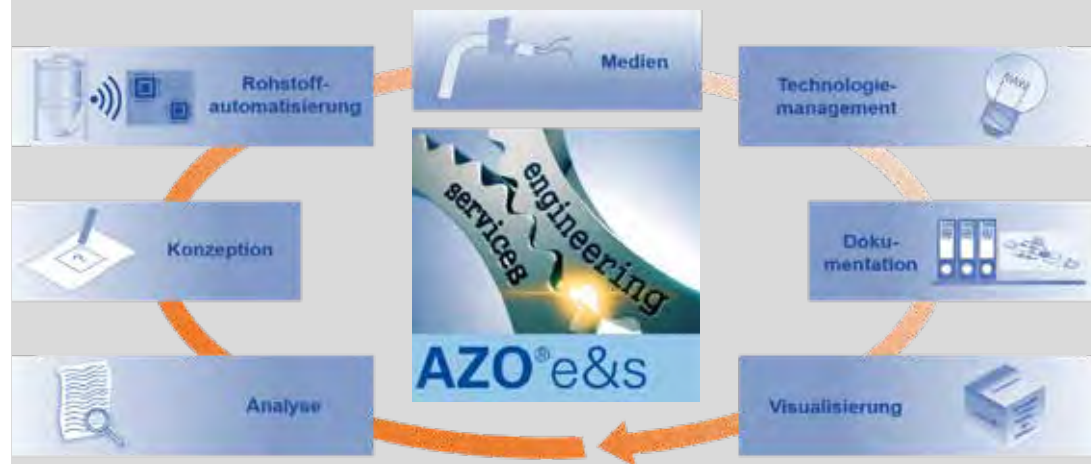 Medien
Rohstoff-
automatisierung
Technologie-
management
Konzeption
engineering
services
Doku-
mentation
AZO® e&s
Analyse
Visualisierung